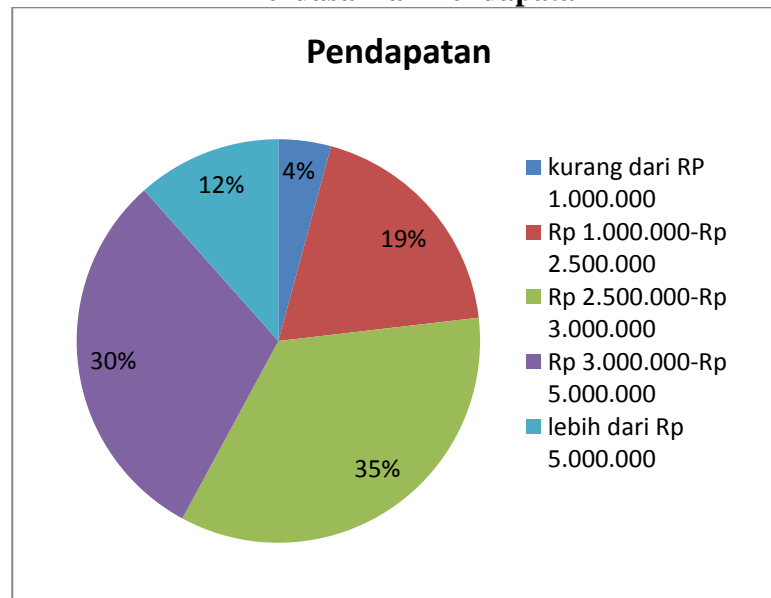 Pendapatan
4%
19%
35%
30%
12%
kurang dari RP
1.000.000
Rp 1.000.000-Rp
2.500.000
Rp 2.500.000-Rp
3.000.000
Rp 3.000.000-Rp
5.000.000
lebih dari Rp
5.000.000